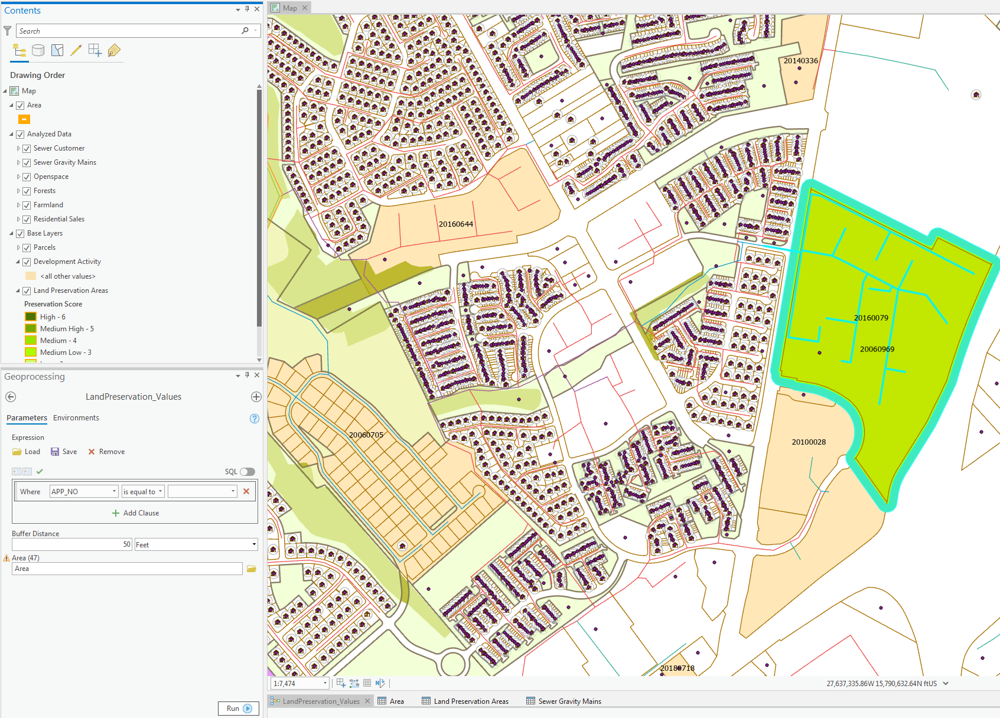 Contents
Search
Drawing Order
Map
Area
Analyzed Data
Sewer Customer
Sewer Gravity Mains
Openspace
Forests
Farmland
Residential Sales
Base Layers
Parcels
Development Activity
<all other values>
Land Preservation Areas
Preservation Score
High - 6
Medium High - 5
Medium - 4
Medium Low - 3
Geoprocessing
LandPreservation_Values
Parameters Environments
Expression
Load Save Remove
SQL
Where APP_NO is equal to
Add Clause
Buffer Distance
50 Feet
Area (47)
Area
Run
Map
20140336
20160644
20160079
20060969
20060705
20100028
20180718
1:7,474
27,637,335.86W 15,790,632.64N ftUS
LandPreservation_Values Area Land Preservation Areas Sewer Gravity Mains